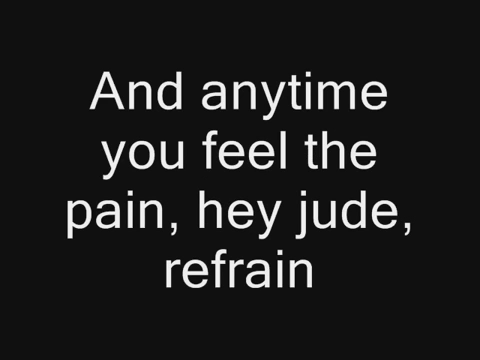 And anytime
you feel the
pain, hey jude,
refrain